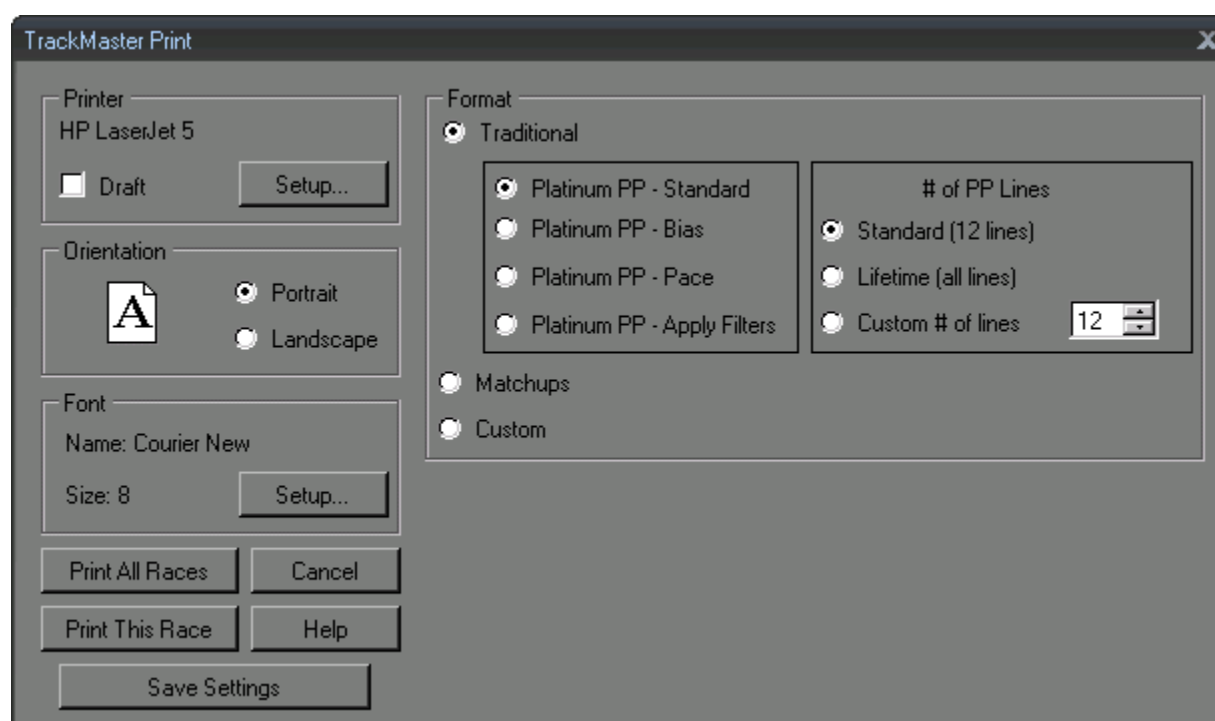 TrackMaster Print
X
Printer
HP LaserJet 5
Draft
Setup...
Orientation
A
Portrait
Landscape
Font
Name: Courier New
Size: 8
Setup...
Print All Races
Cancel
Print This Race
Help
Save Settings
Format
Traditional
Platinum PP - Standard
Platinum PP - Bias
Platinum PP - Pace
Platinum PP - Apply Filters
# of PP Lines
Standard (12 lines)
Lifetime (all lines)
Custom # of lines
12
Matchups
Custom